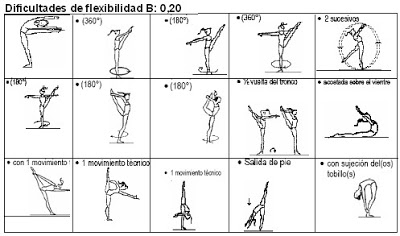 Dificultades de flexibilidad B: 0,20
• (360°)
• (180°)
• (360°)
• 2 sucesivos
• (180°)
• (180°)
• (180°)
• ½ vuelta del tronco
• acostada sobre el vientre
• con 1 movimiento
• 1 movimiento técnico
• 1 movimiento técnico
• Salida de pie
• con sujeción del(os)
tobillo(s)